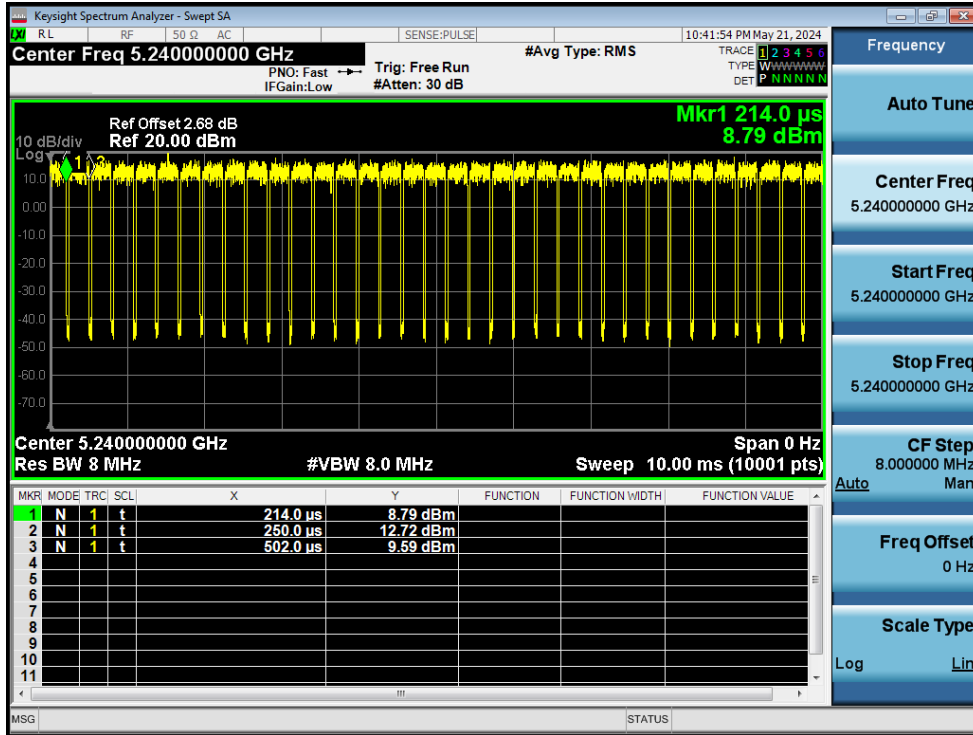 Keysight Spectrum Analyzer - Swept SA
LXI RL RF 50 Ω AC SENSE:PULSE 10:41:54 PM May 21, 2024
Center Freq 5.240000000 GHz
#Avg Type: RMS
TRACE 1 2 3 4 5 6
PNO: Fast Trig: Free Run
TYPE WWWWWW
IFGain:Low #Atten: 30 dB
DET P N N N N N
Mkr1 214.0 µs
8.79 dBm
Ref Offset 2.68 dB
10 dB/div Ref 20.00 dBm
Log
1 3
10.0
0.00
-10.0
-20.0
-30.0
-40.0
-50.0
-60.0
-70.0
Center 5.240000000 GHz Span 0 Hz
Res BW 8 MHz #VBW 8.0 MHz Sweep 10.00 ms (10001 pts)
MKR MODE TRC SCL X Y FUNCTION FUNCTION WIDTH FUNCTION VALUE
1 N 1 t 214.0 µs 8.79 dBm
2 N 1 t 250.0 µs 12.72 dBm
3 N 1 t 502.0 µs 9.59 dBm
4
5
6
7
8
9
10
11
MSG STATUS
Frequency
Auto Tune
Center Freq
5.240000000 GHz
Start Freq
5.240000000 GHz
Stop Freq
5.240000000 GHz
CF Step
8.000000 MHz
Auto Man
Freq Offset
0 Hz
Scale Type
Log Lin